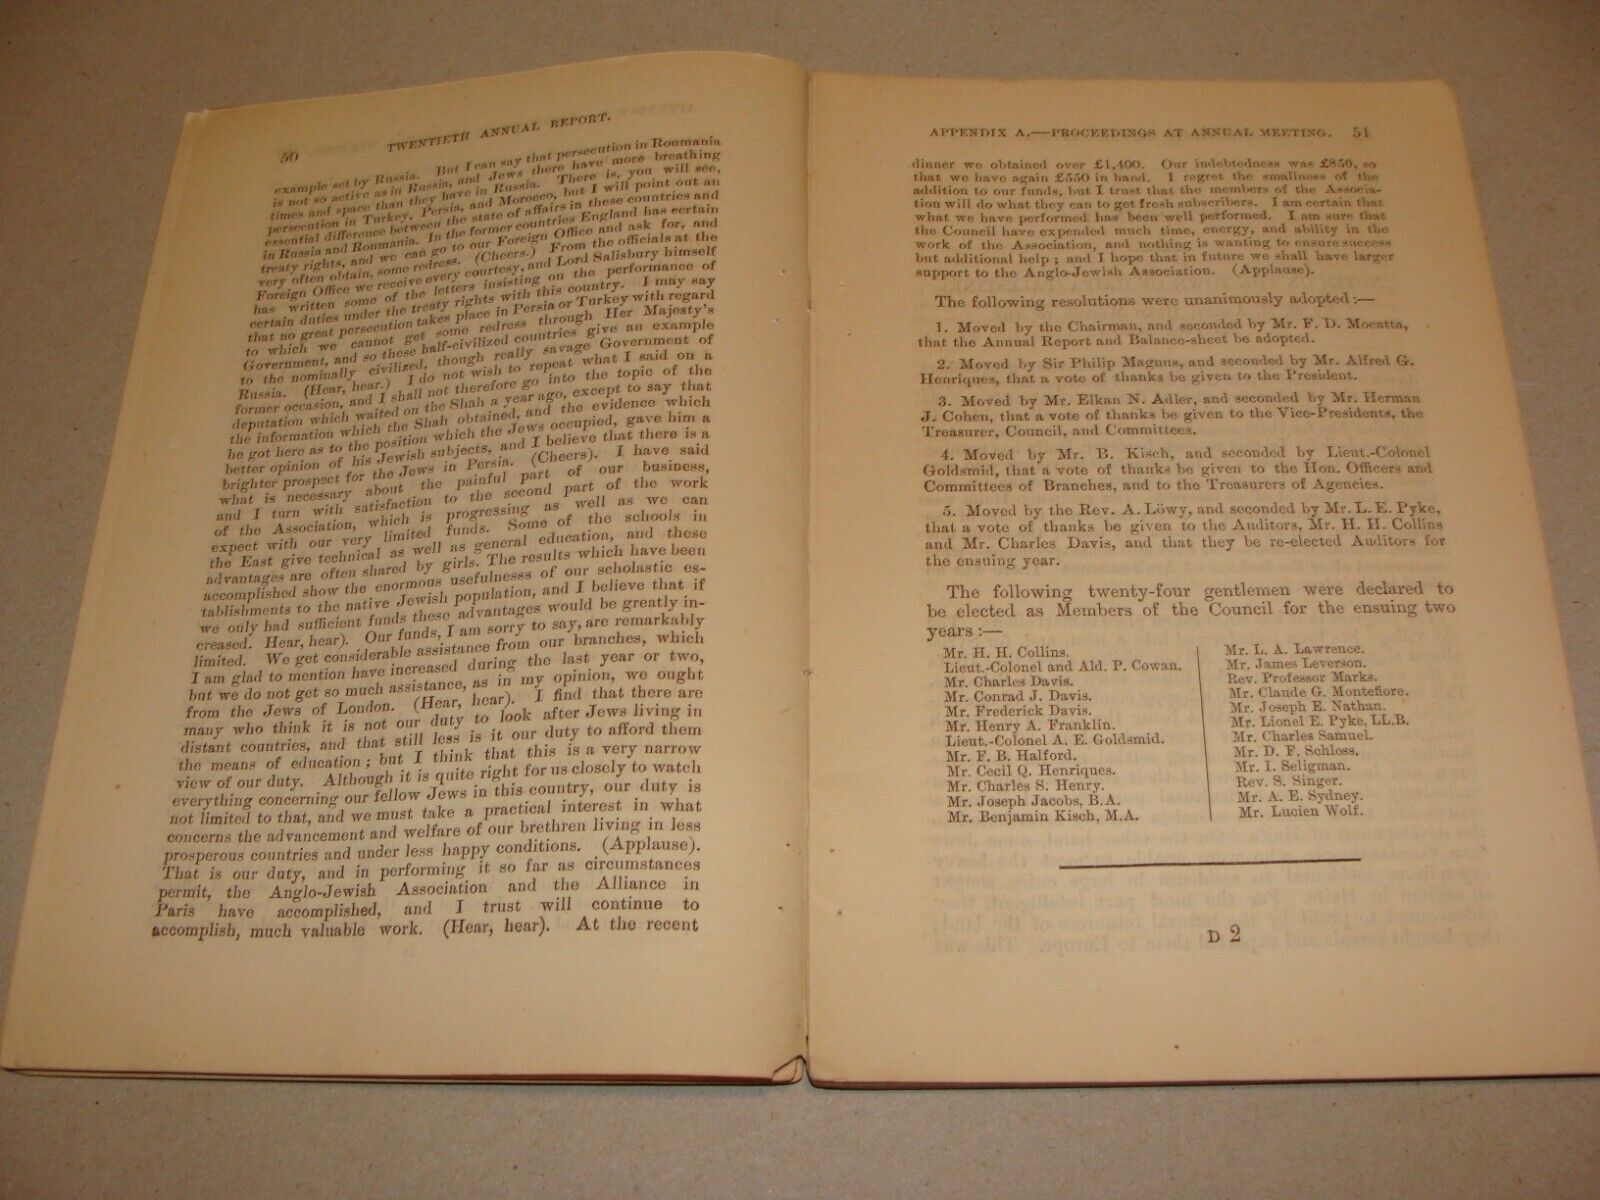 50 TWENTIETH ANNUAL REPORT.
example set by Russia. But I can say that persecution in Roumania
is not so active as in Russia, and Jews there have more breathing
times and space than they have in Russia. There is, you will see,
persecution in Turkey, Persia, and Morocco, but I will point out an
essential difference between the state of affairs in these countries and
in Russia and Roumania. In the former countries England has certain
treaty rights, and we can go to our Foreign Office and ask for, and
very often obtain, some redress. (Cheers.) From the officials at the
Foreign Office we receive every courtesy, and Lord Salisbury himself
has written some of the letters insisting on the performance of
certain duties under the treaty rights with this country. I may say
that no great persecution takes place in Persia or Turkey with regard
to which we cannot get some redress through Her Majesty's
Government, and so these half-civilized countries give an example
to the nominally civilized, though really savage Government of
Russia. (Hear, hear.) I do not wish to repeat what I said on a
former occasion, and I shall not therefore go into the topic of the
deputation which waited on the Shah a year ago, except to say that
the information which the Shah obtained, and the evidence which
he got here as to the position which the Jews occupied, gave him a
better opinion of his Jewish subjects, and I believe that there is a
brighter prospect for the Jews in Persia. (Cheers). I have said
what is necessary about the painful part of our business,
and I turn with satisfaction to the second part of the work
of the Association, which is progressing as well as we can
expect with our very limited funds. Some of the schools in
the East give technical as well as general education, and these
advantages are often shared by girls. The results which have been
accomplished show the enormous usefulnesss of our scholastic es-
tablishments to the native Jewish population, and I believe that if
we only had sufficient funds these advantages would be greatly in-
creased. Hear, hear). Our funds, I am sorry to say, are remarkably
limited. We get considerable assistance from our branches, which
I am glad to mention have increased during the last year or two,
but we do not get so much assistance, as in my opinion, we ought
from the Jews of London. (Hear, hear). I find that there are
many who think it is not our duty to look after Jews living in
distant countries, and that still less is it our duty to afford them
the means of education; but I think that this is a very narrow
view of our duty. Although it is quite right for us closely to watch
everything concerning our fellow Jews in this country, our duty is
not limited to that, and we must take a practical interest in what
concerns the advancement and welfare of our brethren living in less
prosperous countries and under less happy conditions. (Applause).
That is our duty, and in performing it so far as circumstances
permit, the Anglo-Jewish Association and the Alliance in
Paris have accomplished, and I trust will continue to
accomplish, much valuable work. (Hear, hear). At the recent
APPENDIX A.—PROCEEDINGS AT ANNUAL MEETING. 51
dinner we obtained over £1,400. Our indebtedness was £850, so
that we have again £550 in hand. I regret the smallness of the
addition to our funds, but I trust that the members of the Associa-
tion will do what they can to get fresh subscribers. I am certain that
what we have performed has been well performed. I am sure that
the Council have expended much time, energy, and ability in the
work of the Association, and nothing is wanting to ensure success
but additional help; and I hope that in future we shall have larger
support to the Anglo-Jewish Association. (Applause).
The following resolutions were unanimously adopted:—
1. Moved by the Chairman, and seconded by Mr. F. D. Mocatta,
that the Annual Report and Balance-sheet be adopted.
2. Moved by Sir Philip Magnus, and seconded by Mr. Alfred G.
Henriques, that a vote of thanks be given to the President.
3. Moved by Mr. Elkan N. Adler, and seconded by Mr. Herman
J. Cohen, that a vote of thanks be given to the Vice-Presidents, the
Treasurer, Council, and Committees.
4. Moved by Mr. B. Kisch, and seconded by Lieut.-Colonel
Goldsmid, that a vote of thanks be given to the Hon. Officers and
Committees of Branches, and to the Treasurers of Agencies.
5. Moved by the Rev. A. Löwy, and seconded by Mr. L. E. Pyke,
that a vote of thanks be given to the Auditors, Mr. H. H. Collins
and Mr. Charles Davis, and that they be re-elected Auditors for
the ensuing year.
The following twenty-four gentlemen were declared to
be elected as Members of the Council for the ensuing two
years:—
Mr. H. H. Collins.
Lieut.-Colonel and Ald. P. Cowan.
Mr. Charles Davis.
Mr. Conrad J. Davis.
Mr. Frederick Davis.
Mr. Henry A. Franklin.
Lieut.-Colonel A. E. Goldsmid.
Mr. F. B. Halford.
Mr. Cecil Q. Henriques.
Mr. Charles S. Henry.
Mr. Joseph Jacobs, B.A.
Mr. Benjamin Kisch, M.A.
Mr. L. A. Lawrence.
Mr. James Leverson.
Rev. Professor Marks.
Mr. Claude G. Montefiore.
Mr. Joseph E. Nathan.
Mr. Lionel E. Pyke, LL.B.
Mr. Charles Samuel.
Mr. D. F. Schloss.
Mr. I. Seligman.
Rev. S. Singer.
Mr. A. E. Sydney.
Mr. Lucien Wolf.
D 2